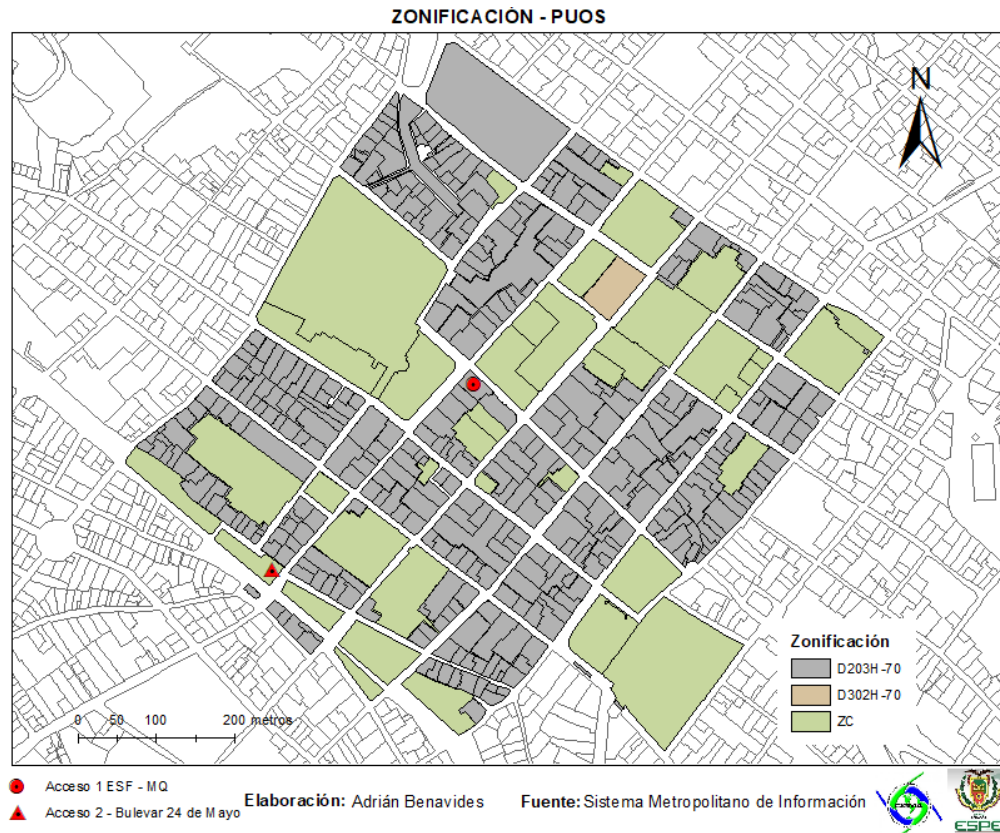 ZONIFICACIÓN - PUOS
N
Zonificación
D203H-70
D302H-70
ZC
0 50 100 200 metros
Acceso 1 ESF - MQ
Acceso 2 - Bulevar 24 de Mayo
Elaboración: Adrián Benavides
Fuente: Sistema Metropolitano de Información
ESPE